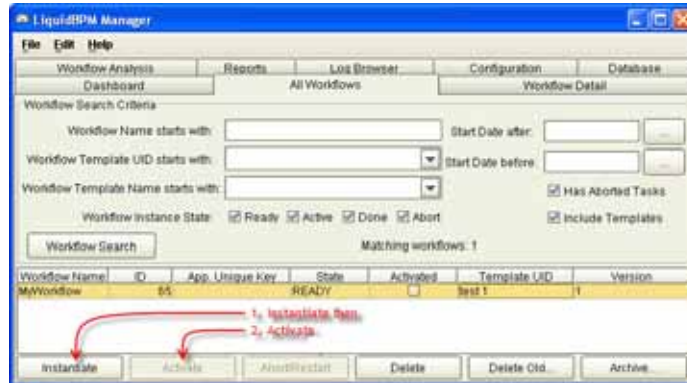 LiquidBPM Manager
File Edit Help
Workflow Analysis Reports Log Browser Configuration Database
Dashboard All Workflows Workflow Detail
Workflow Search Criteria
Workflow Name starts with: Start Date after: ...
Workflow Template UID starts with: Start Date before: ...
Workflow Template Name starts with: Has Aborted Tasks
Workflow Instance State: Ready Active Done Abort Include Templates
Workflow Search Matching workflows: 1
Workflow Name ID App. Unique Key State Activated Template UID Version
MyWorkflow 65 READY test 1 1
1, Instantiate then
2, Activate
Instantiate Activate Abort/Restart Delete Delete Old... Archive...